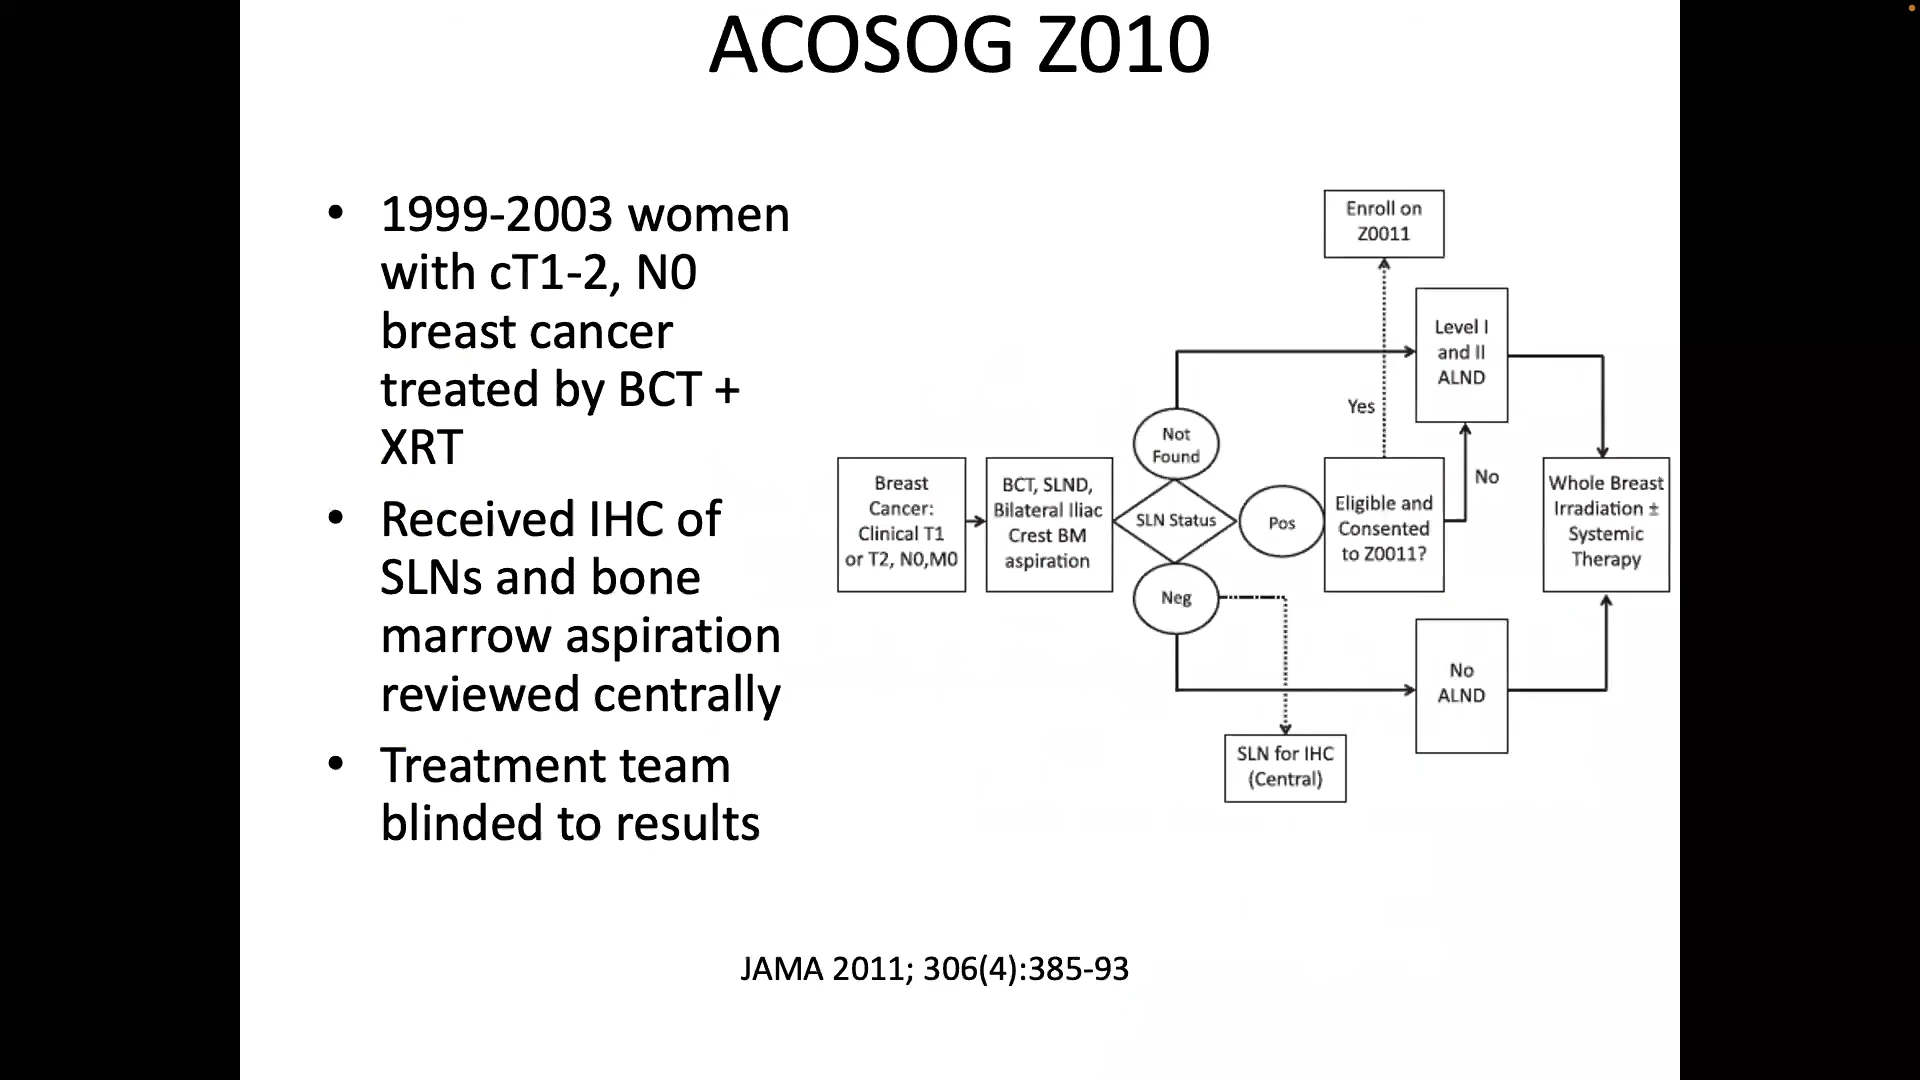 ACOSOG Z010
• 1999-2003 women
with cT1-2, N0
breast cancer
treated by BCT +
XRT
• Received IHC of
SLNs and bone
marrow aspiration
reviewed centrally
• Treatment team
blinded to results
Breast
Cancer:
Clinical T1
or T2, N0,M0
BCT, SLND,
Bilateral Iliac
Crest BM
aspiration
SLN Status
Not
Found
Pos
Neg
Eligible and
Consented
to Z0011?
Yes
Enroll on
Z0011
No
Level I
and II
ALND
No
ALND
SLN for IHC
(Central)
Whole Breast
Irradiation ±
Systemic
Therapy
JAMA 2011; 306(4):385-93